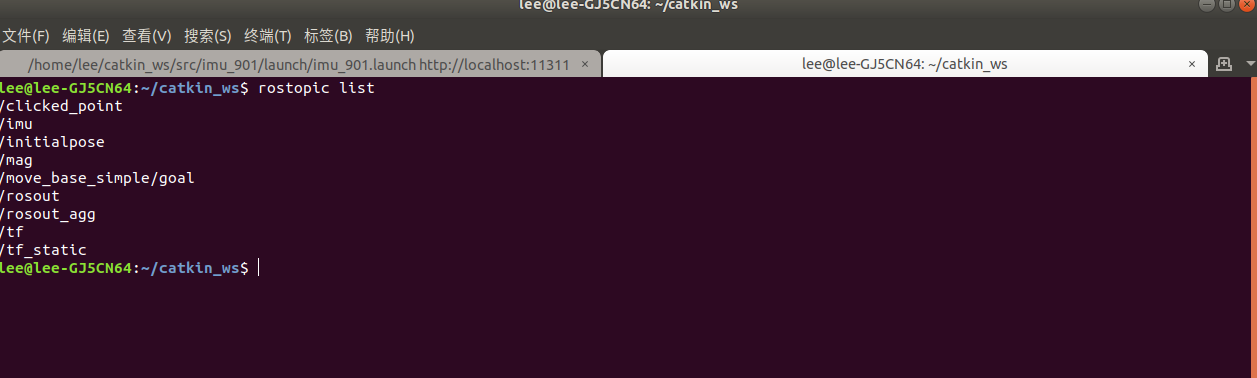 lee@lee-GJ5CN64: ~/catkin_ws
文件(F) 编辑(E) 查看(V) 搜索(S) 终端(T) 标签(B) 帮助(H)
/home/lee/catkin_ws/src/imu_901/launch/imu_901.launch http://localhost:11311 × lee@lee-GJ5CN64: ~/catkin_ws ×
lee@lee-GJ5CN64:~/catkin_ws$ rostopic list
/clicked_point
/imu
/initialpose
/mag
/move_base_simple/goal
/rosout
/rosout_agg
/tf
/tf_static
lee@lee-GJ5CN64:~/catkin_ws$